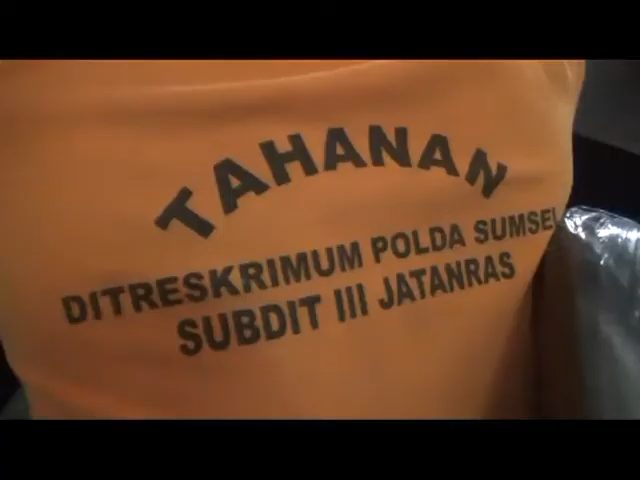 TAHANAN
DITRESKRIMUM POLDA SUMSEL
SUBDIT III JATANRAS